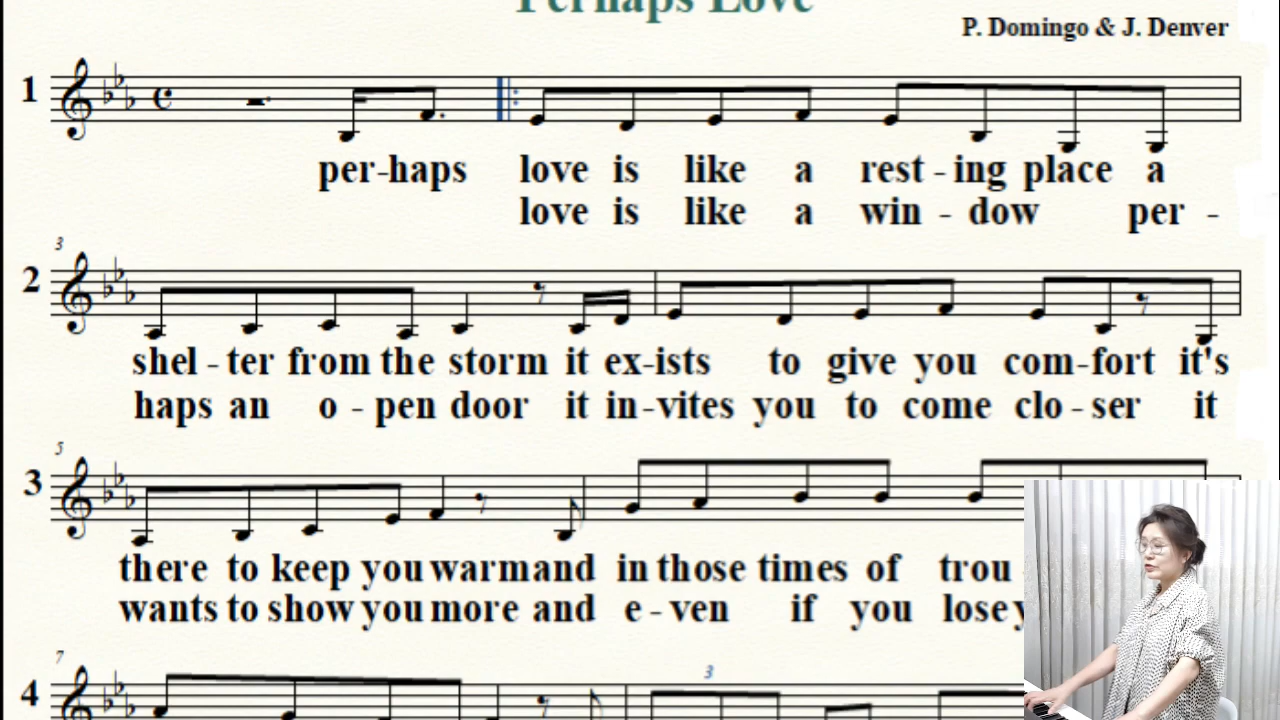 Perhaps Love
P. Domingo & J. Denver
1
per-haps love is like a rest - ing place a
love is like a win - dow per -
3
2
shel - ter from the storm it ex-ists to give you com-fort it's
haps an o - pen door it in-vites you to come clo - ser it
5
3
there to keep you warm and in those times of trou
wants to show you more and e - ven if you lose
7
3
4